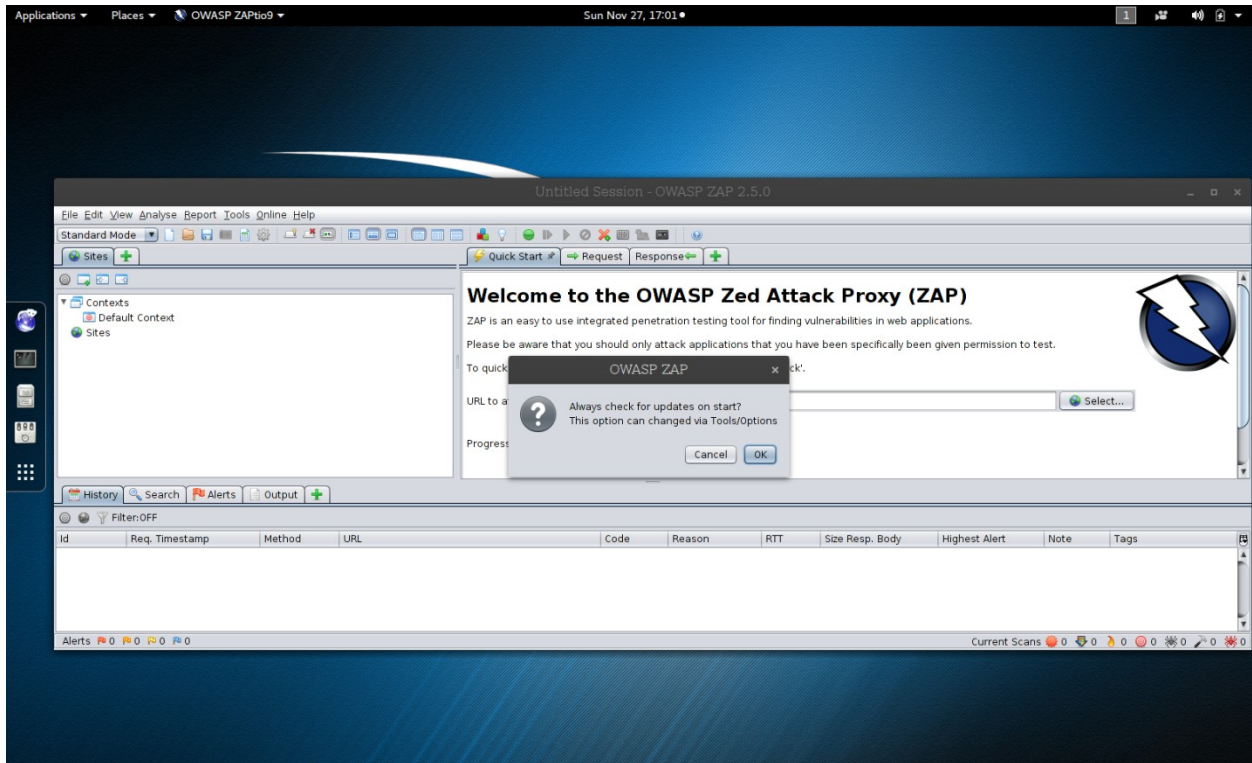 Applications Places OWASP ZAPtio9 Sun Nov 27, 17:01 1
Untitled Session - OWASP ZAP 2.5.0
File Edit View Analyse Report Tools Online Help
Standard Mode
Sites
Quick Start Request Response
Contexts
Default Context
Sites
Welcome to the OWASP Zed Attack Proxy (ZAP)
ZAP is an easy to use integrated penetration testing tool for finding vulnerabilities in web applications.
Please be aware that you should only attack applications that you have been specifically been given permission to test.
To quick ck'.
OWASP ZAP
URL to a Select...
Always check for updates on start?
This option can changed via Tools/Options
Progress
Cancel OK
History Search Alerts Output
Filter:OFF
Id Req. Timestamp Method URL Code Reason RTT Size Resp. Body Highest Alert Note Tags
Alerts 0 0 0 0 Current Scans 0 0 0 0 0 0 0